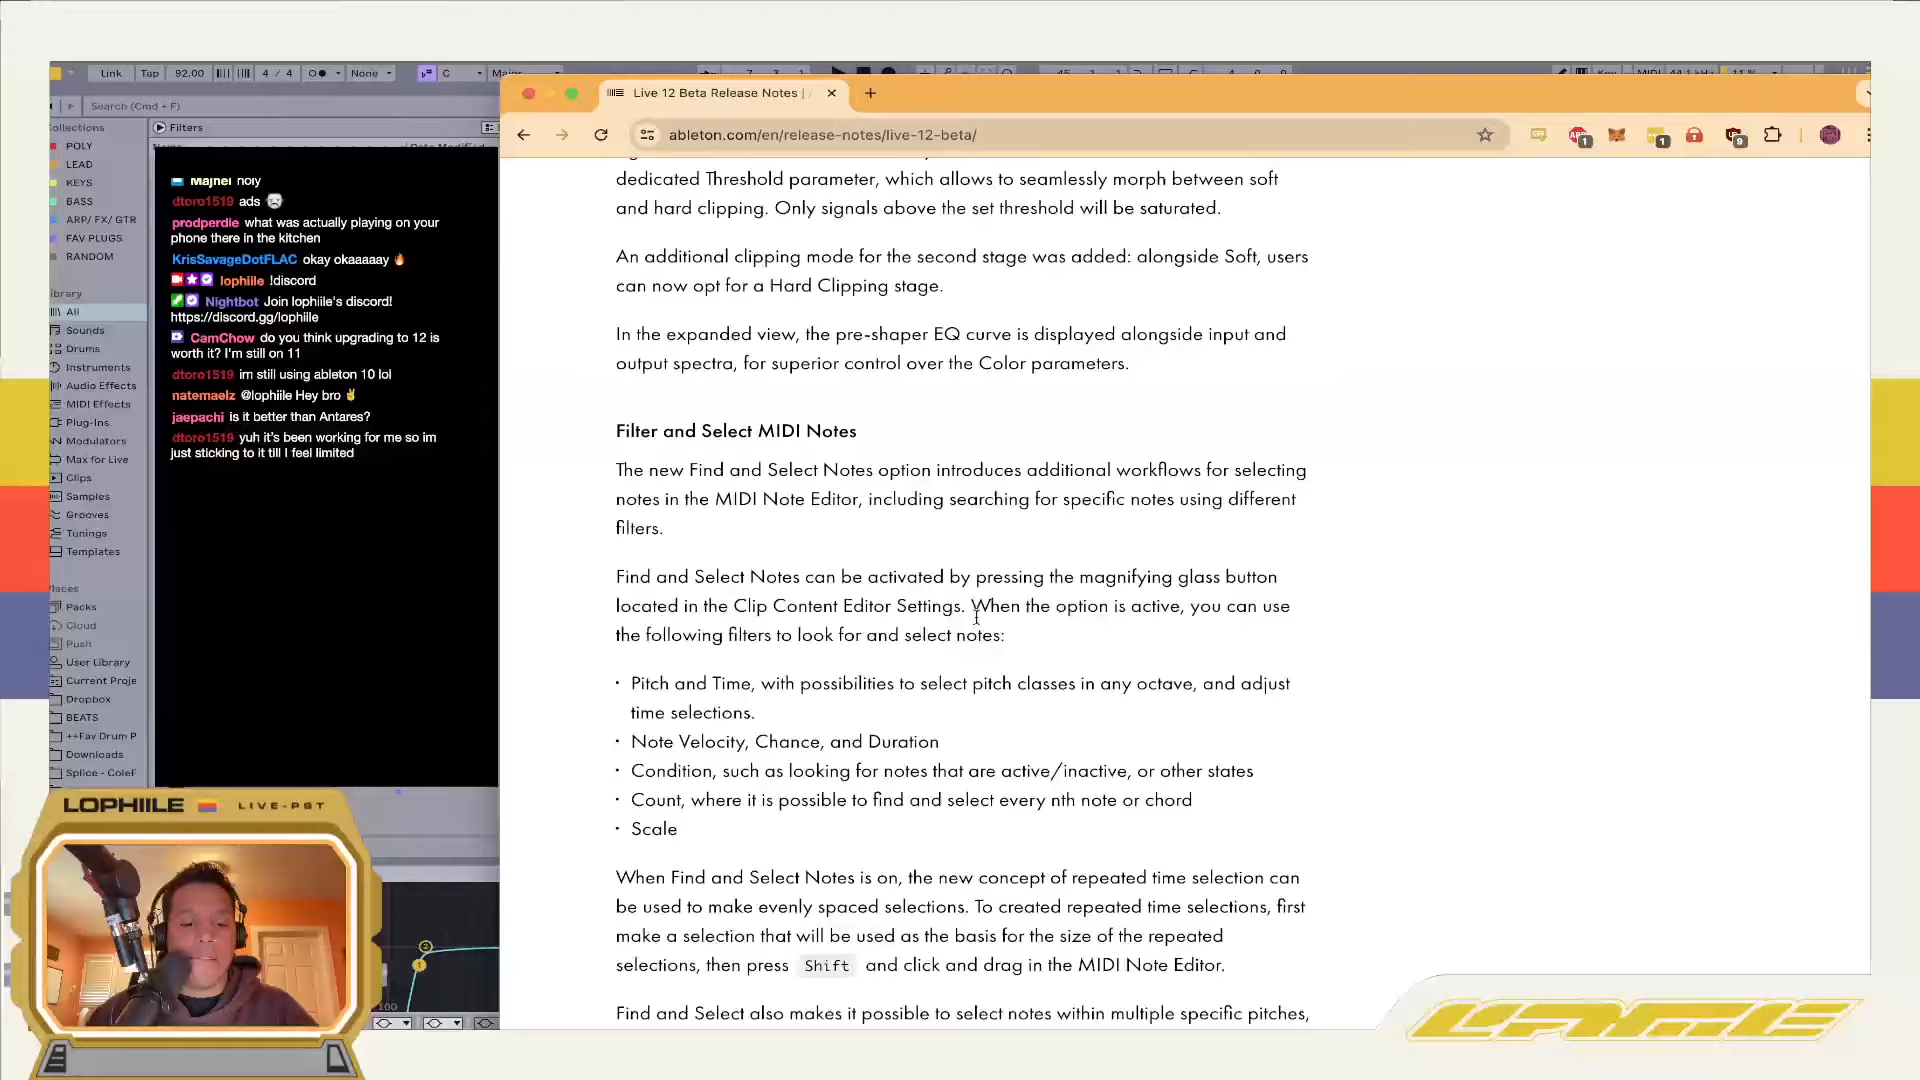 Link Tap 92.00 4 / 4 None C Major
Search (Cmd + F)
Collections
POLY
LEAD
KEYS
BASS
ARP/ FX/ GTR
FAV PLUGS
RANDOM
All
Sounds
Drums
Instruments
Audio Effects
MIDI Effects
Plug-Ins
Modulators
Max for Live
Clips
Samples
Grooves
Tunings
Templates
Packs
Cloud
Push
User Library
Current Proje
Dropbox
BEATS
++Fav Drum P
Downloads
Splice - ColeF
Filters
Majnei noiy
dtoro1519 ads
prodperdie what was actually playing on your
phone there in the kitchen
KrisSavageDotFLAC okay okaaaaay
lophiile !discord
Nightbot Join lophiile's discord!
https://discord.gg/lophiile
CamChow do you think upgrading to 12 is
worth it? I'm still on 11
dtoro1519 im still using ableton 10 lol
natemaelz @lophiile Hey bro
jaepachi is it better than Antares?
dtoro1519 yuh it's been working for me so im
just sticking to it till I feel limited
LOPHIILE LIVE-PST
100
Live 12 Beta Release Notes |
ableton.com/en/release-notes/live-12-beta/
dedicated Threshold parameter, which allows to seamlessly morph between soft
and hard clipping. Only signals above the set threshold will be saturated.
An additional clipping mode for the second stage was added: alongside Soft, users
can now opt for a Hard Clipping stage.
In the expanded view, the pre-shaper EQ curve is displayed alongside input and
output spectra, for superior control over the Color parameters.
Filter and Select MIDI Notes
The new Find and Select Notes option introduces additional workflows for selecting
notes in the MIDI Note Editor, including searching for specific notes using different
filters.
Find and Select Notes can be activated by pressing the magnifying glass button
located in the Clip Content Editor Settings. When the option is active, you can use
the following filters to look for and select notes:
· Pitch and Time, with possibilities to select pitch classes in any octave, and adjust
time selections.
· Note Velocity, Chance, and Duration
· Condition, such as looking for notes that are active/inactive, or other states
· Count, where it is possible to find and select every nth note or chord
· Scale
When Find and Select Notes is on, the new concept of repeated time selection can
be used to make evenly spaced selections. To created repeated time selections, first
make a selection that will be used as the basis for the size of the repeated
selections, then press Shift and click and drag in the MIDI Note Editor.
Find and Select also makes it possible to select notes within multiple specific pitches,